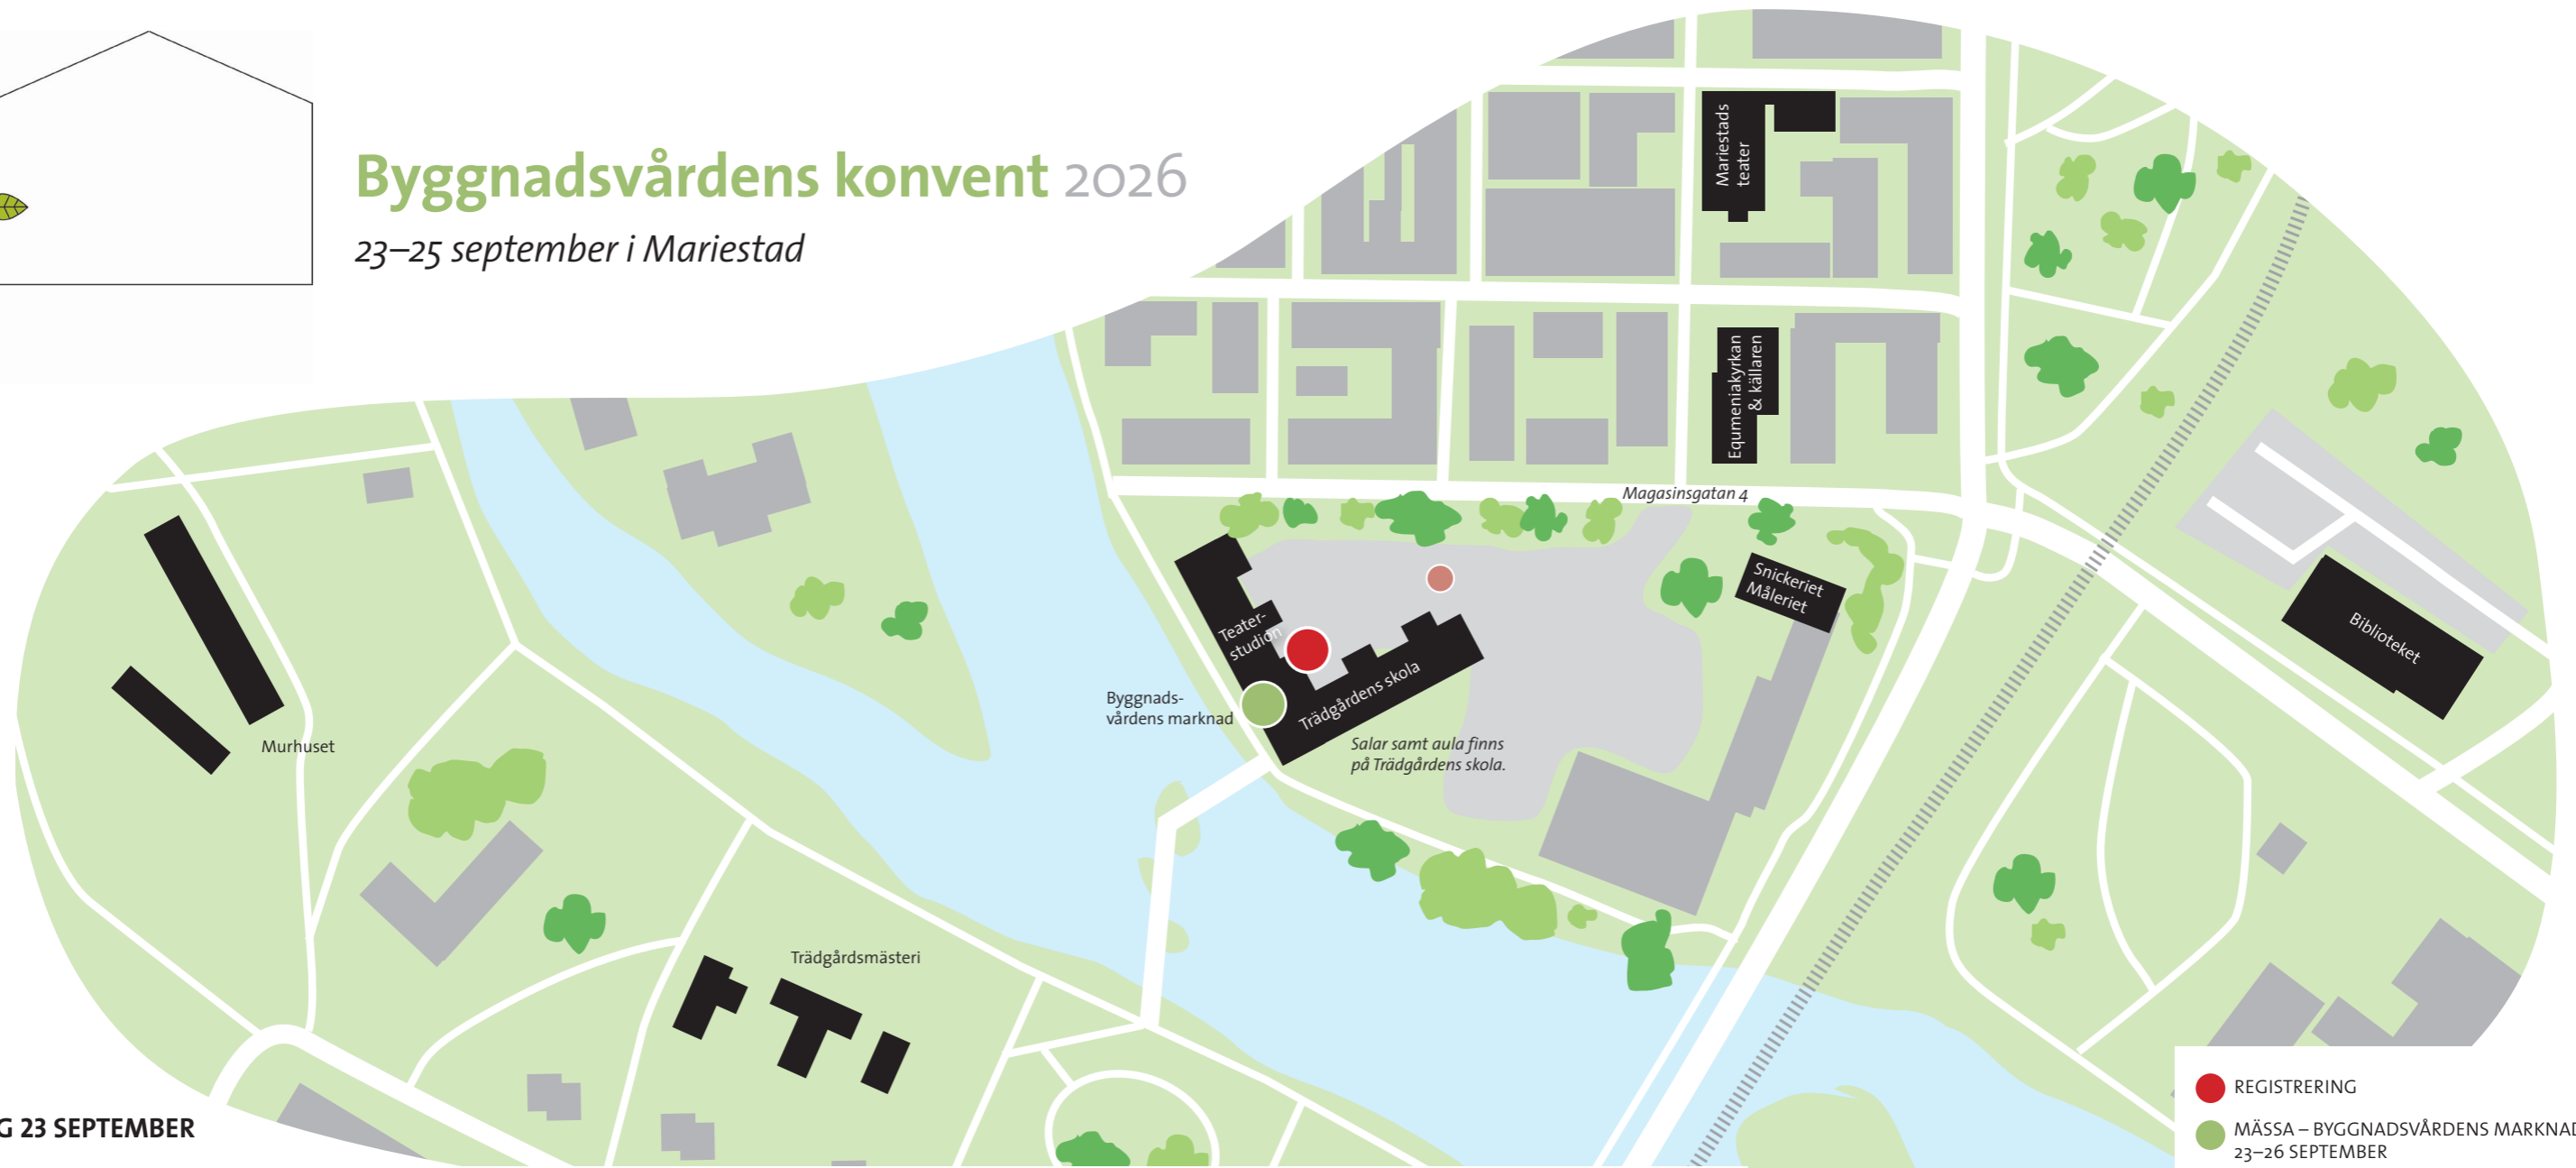 Byggnadsvårdens konvent 2026
23–25 september i Mariestad
Mariestads
teater
Equmeniakyrkan
& källaren
Magasinsgatan 4
Snickeriet
Måleriet
Biblioteket
Teater-
studion
Trädgårdens skola
Byggnads-
vårdens marknad
Salar samt aula finns
på Trädgårdens skola.
Murhuset
Trädgårdsmästeri
G 23 SEPTEMBER
REGISTRERING
MÄSSA – BYGGNADSVÅRDENS MARKNAD
23–26 SEPTEMBER